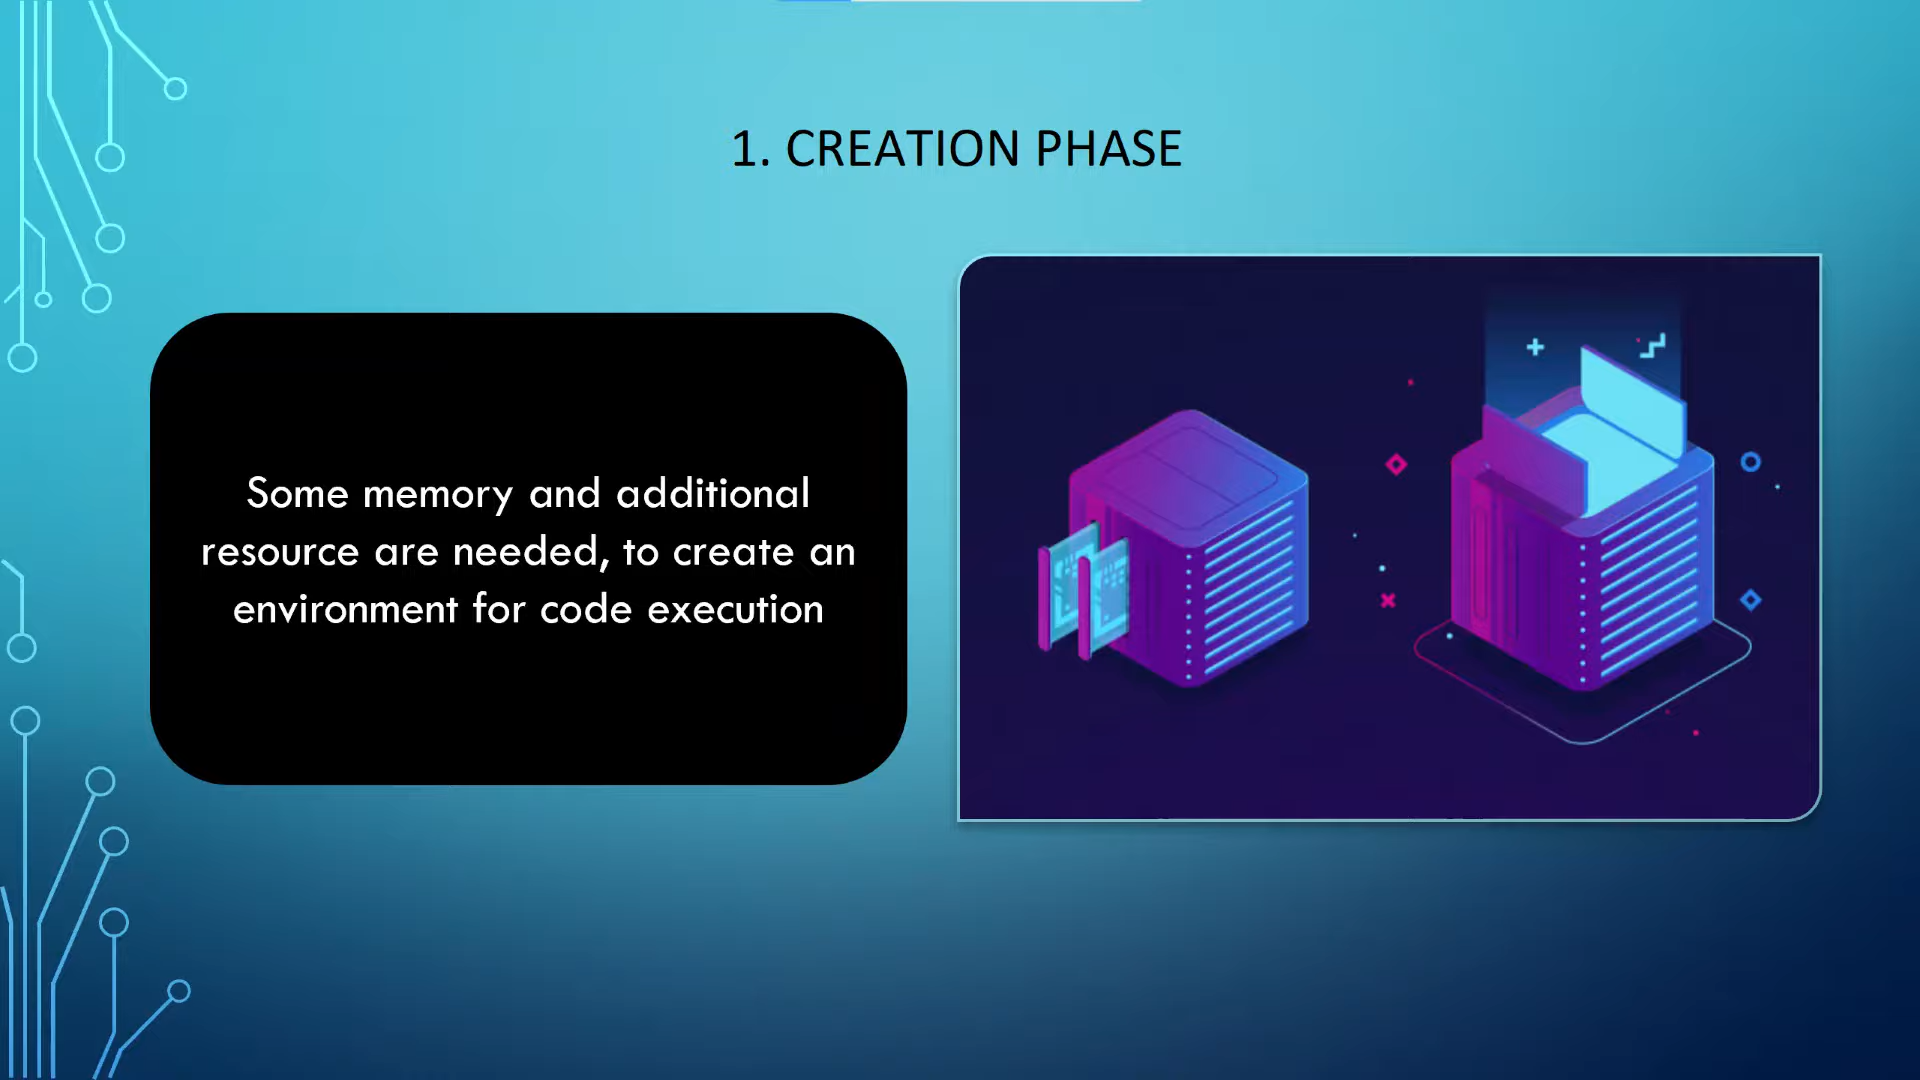 1. CREATION PHASE
Some memory and additional
resource are needed, to create an
environment for code execution